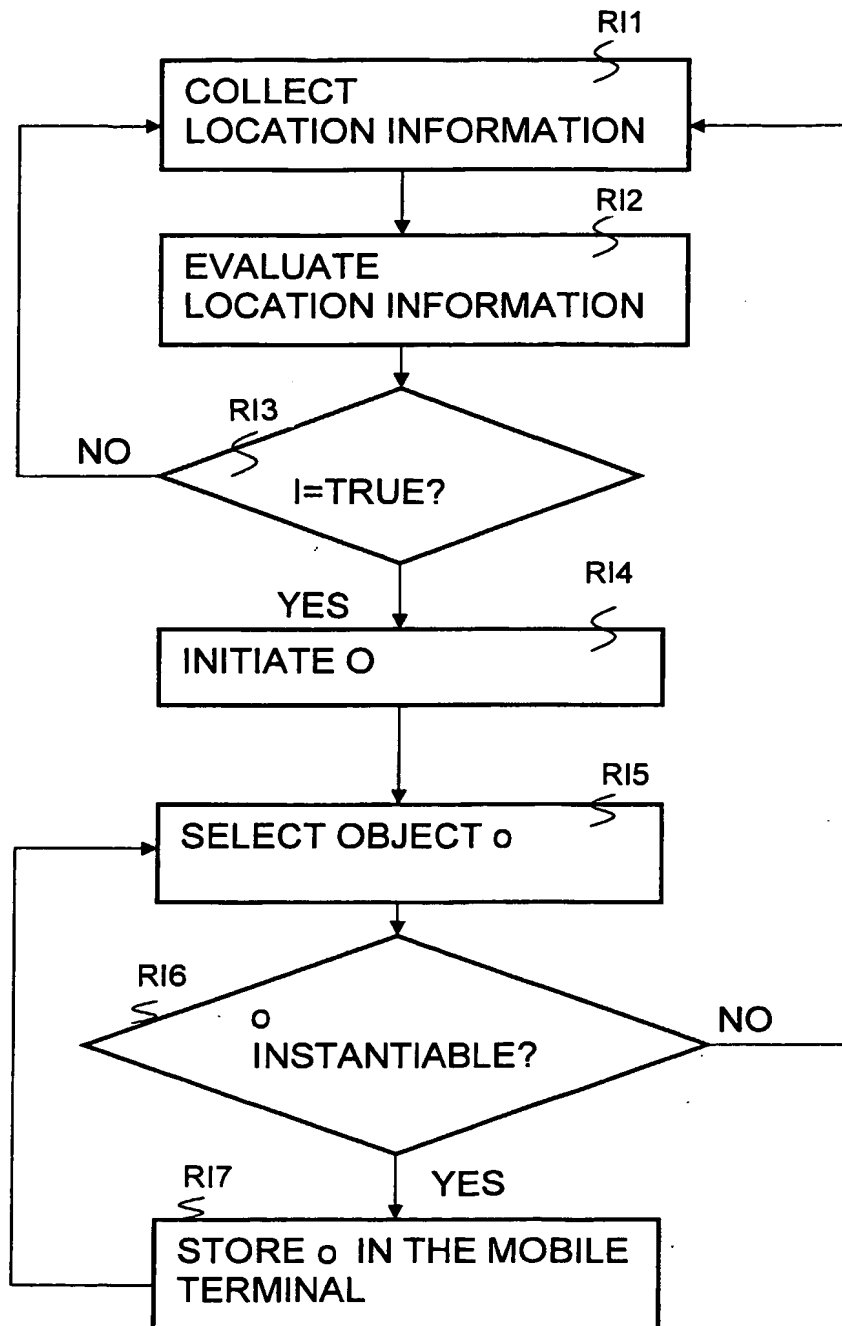 RI1
COLLECT
LOCATION INFORMATION
RI2
EVALUATE
LOCATION INFORMATION
RI3
NO
I=TRUE?
YES
RI4
INITIATE O
RI5
SELECT OBJECT o
RI6
o
INSTANTIABLE?
NO
YES
RI7
STORE o IN THE MOBILE
TERMINAL